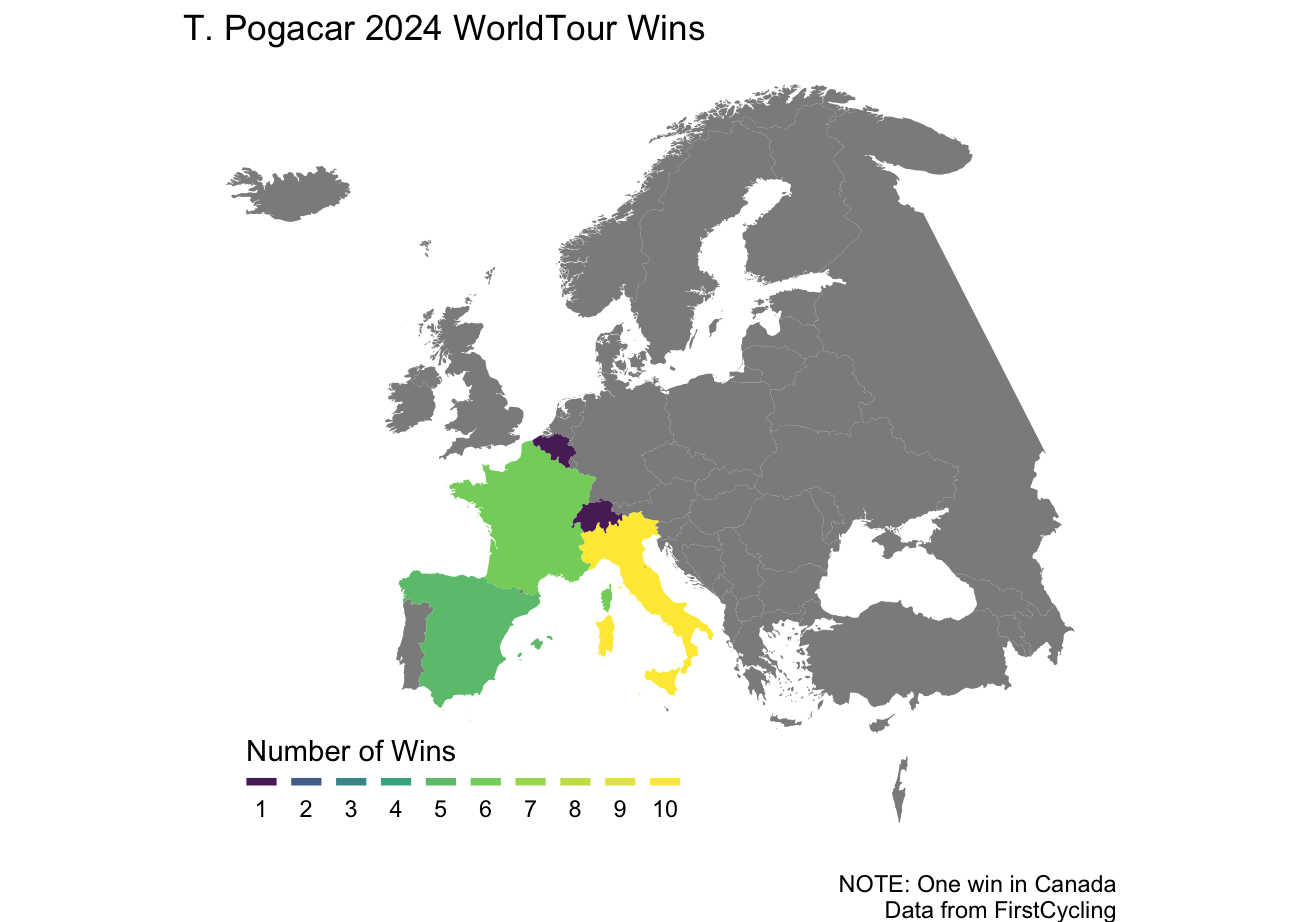 T. Pogacar 2024 WorldTour Wins
Number of Wins
1 2 3 4 5 6 7 8 9 10
NOTE: One win in Canada
Data from FirstCycling